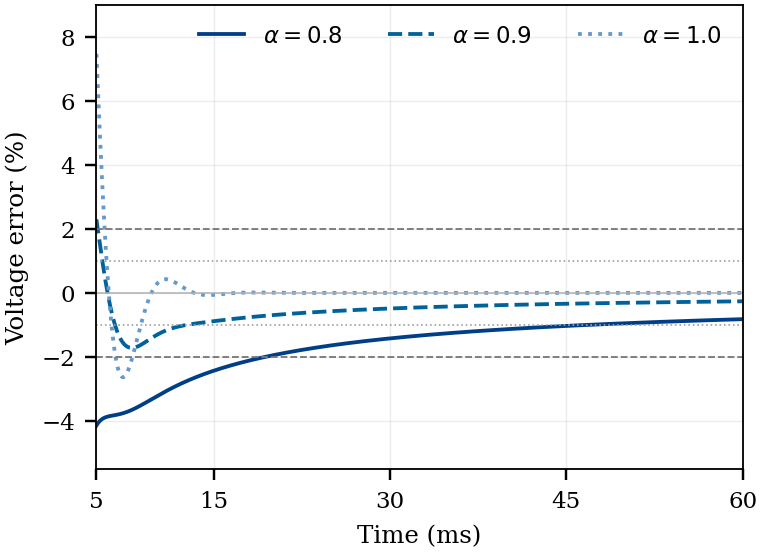 α = 0.8 α = 0.9 α = 1.0
8
6
4
2
0
−2
−4
Voltage error (%)
5 15 30 45 60
Time (ms)